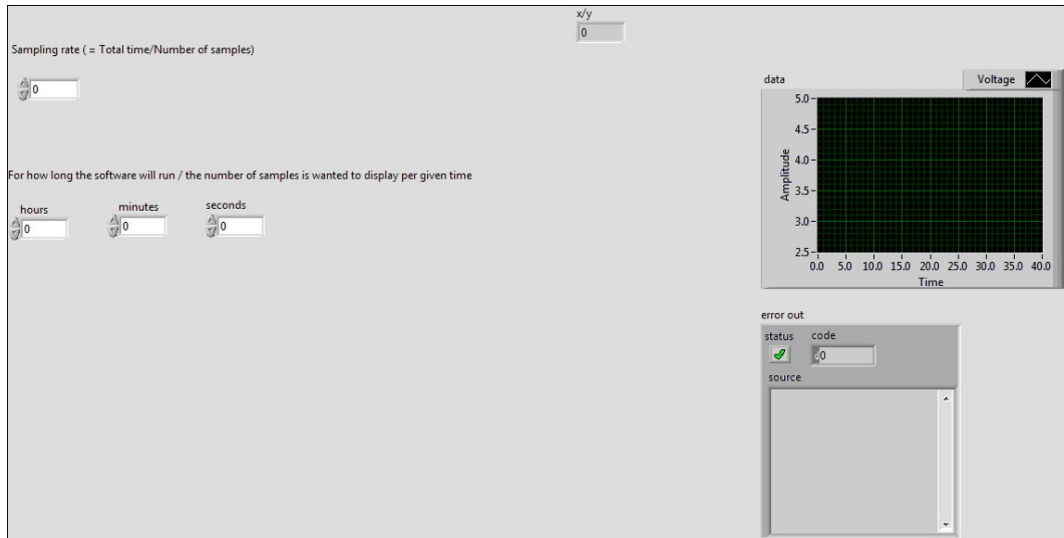 x/y
0
Sampling rate ( = Total time/Number of samples)
0
For how long the software will run / the number of samples is wanted to display per given time
hours
minutes
seconds
0
0
0
data
Voltage
5.0
4.5
4.0
3.5
3.0
2.5
Amplitude
0.0 5.0 10.0 15.0 20.0 25.0 30.0 35.0 40.0
Time
error out
status
code
0
source